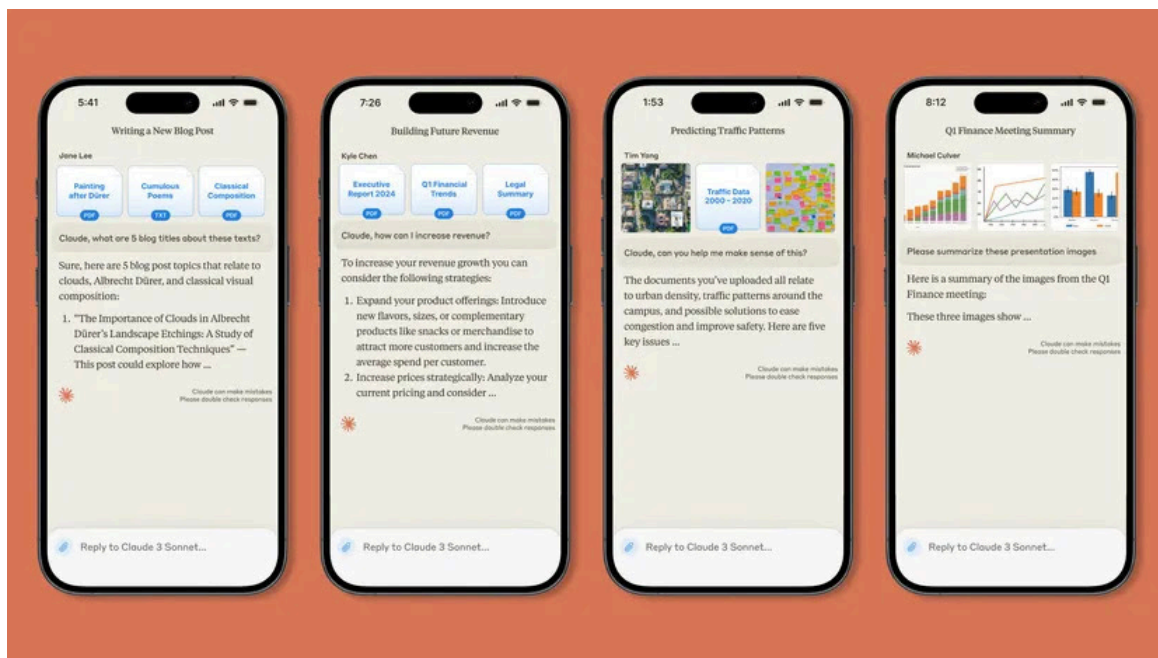 5:41
Writing a New Blog Post
Jane Lee
Painting
after Dürer
PDF
Cumulous
Poems
TXT
Classical
Composition
PDF
Claude, what are 5 blog titles about these texts?
Sure, here are 5 blog post topics that relate to
clouds, Albrecht Dürer, and classical visual
composition:
1. "The Importance of Clouds in Albrecht
Dürer's Landscape Etchings: A Study of
Classical Composition Techniques" —
This post could explore how ...
Claude can make mistakes
Please double check responses
Reply to Claude 3 Sonnet...
7:26
Building Future Revenue
Kyle Chen
Executive
Report 2024
PDF
Q1 Financial
Trends
PDF
Legal
Summary
PDF
Claude, how can I increase revenue?
To increase your revenue growth you can
consider the following strategies:
1. Expand your product offerings: Introduce
new flavors, sizes, or complementary
products like snacks or merchandise to
attract more customers and increase the
average spend per customer.
2. Increase prices strategically: Analyze your
current pricing and consider ...
Claude can make mistakes
Please double check responses
Reply to Claude 3 Sonnet...
1:53
Predicting Traffic Patterns
Tim Yang
Traffic Data
2000 - 2020
PDF
Claude, can you help me make sense of this?
The documents you've uploaded all relate
to urban density, traffic patterns around the
campus, and possible solutions to ease
congestion and improve safety. Here are five
key issues ...
Claude can make mistakes
Please double check responses
Reply to Claude 3 Sonnet...
8:12
Q1 Finance Meeting Summary
Michael Culver
Please summarize these presentation images
Here is a summary of the images from the Q1
Finance meeting:
These three images show ...
Claude can make mistakes
Please double check responses
Reply to Claude 3 Sonnet...